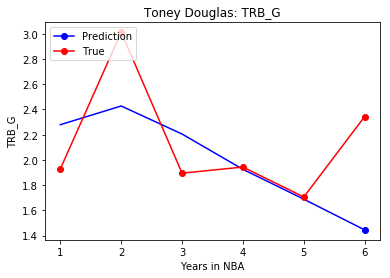 Toney Douglas: TRB_G
Prediction
True
3.0
2.8
2.6
2.4
2.2
2.0
1.8
1.6
1.4
TRB_G
1 2 3 4 5 6
Years in NBA